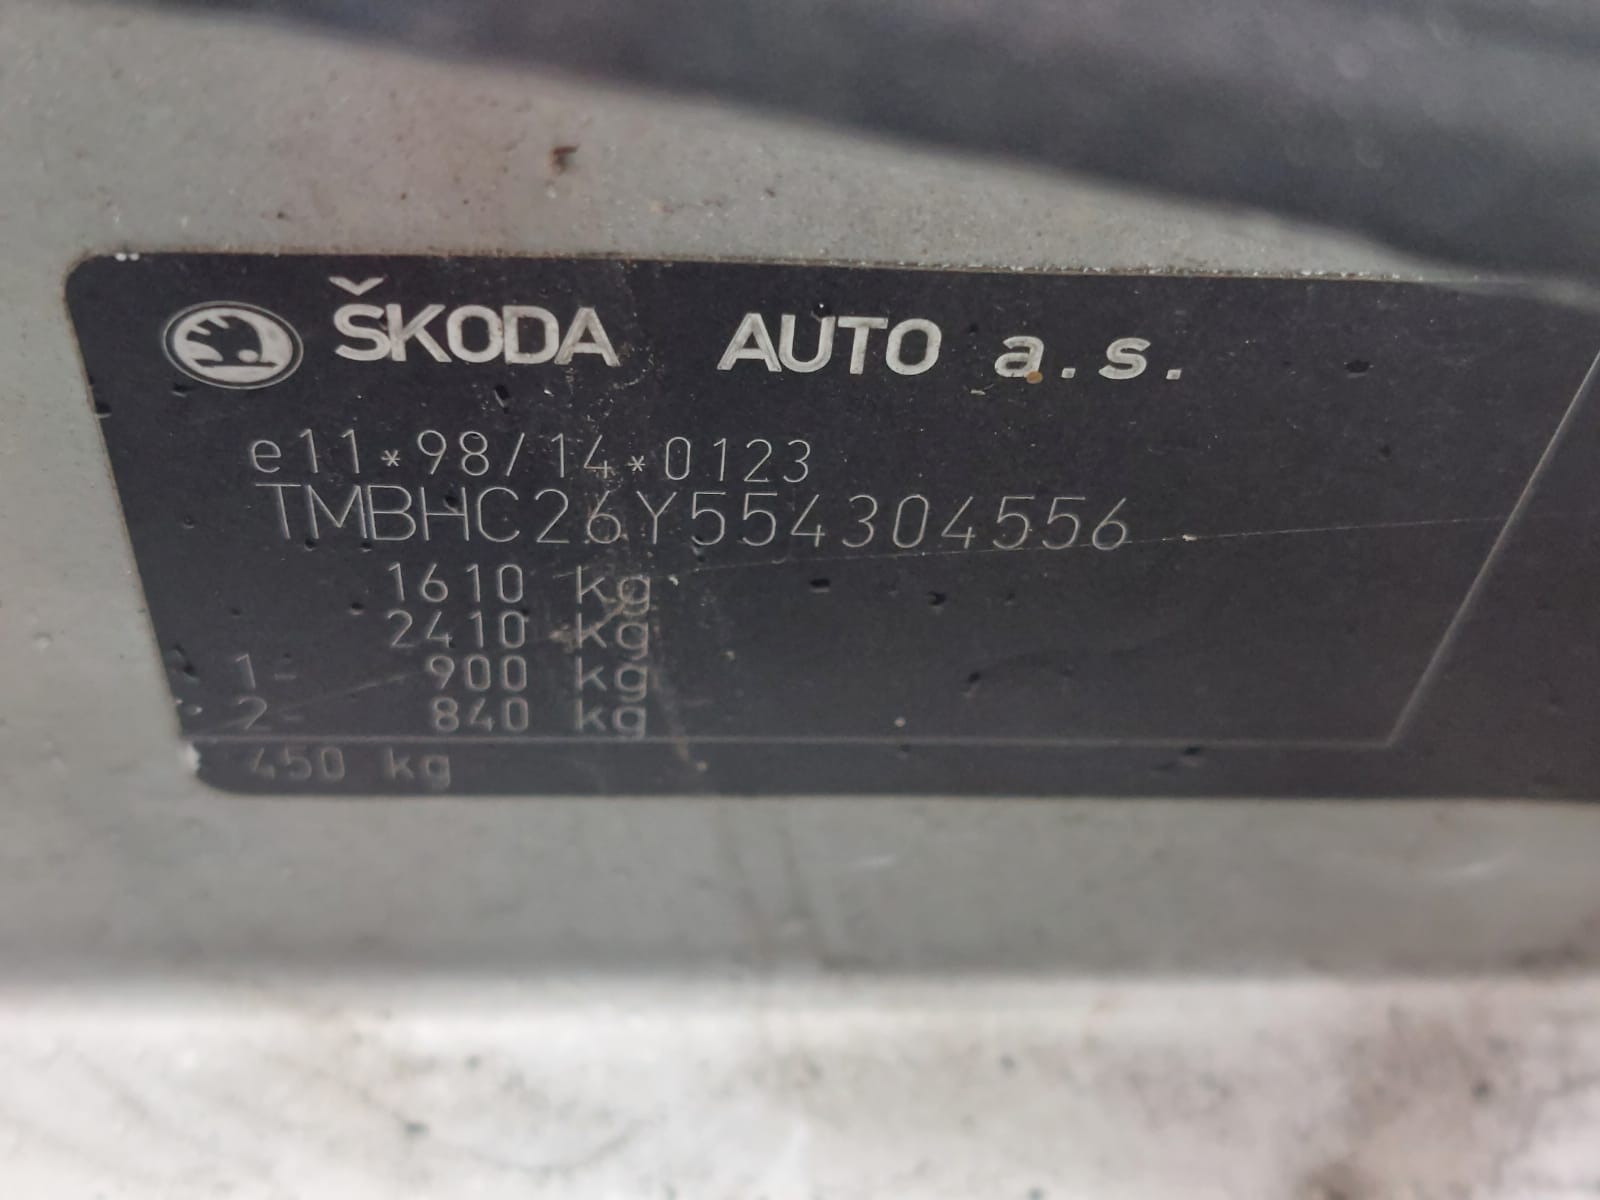 ŠKODA AUTO a.s.
e11*98/14*0123
TMBHC26Y554304556
1610 kg
2410 kg
1- 900 kg
2- 840 kg
450 kg